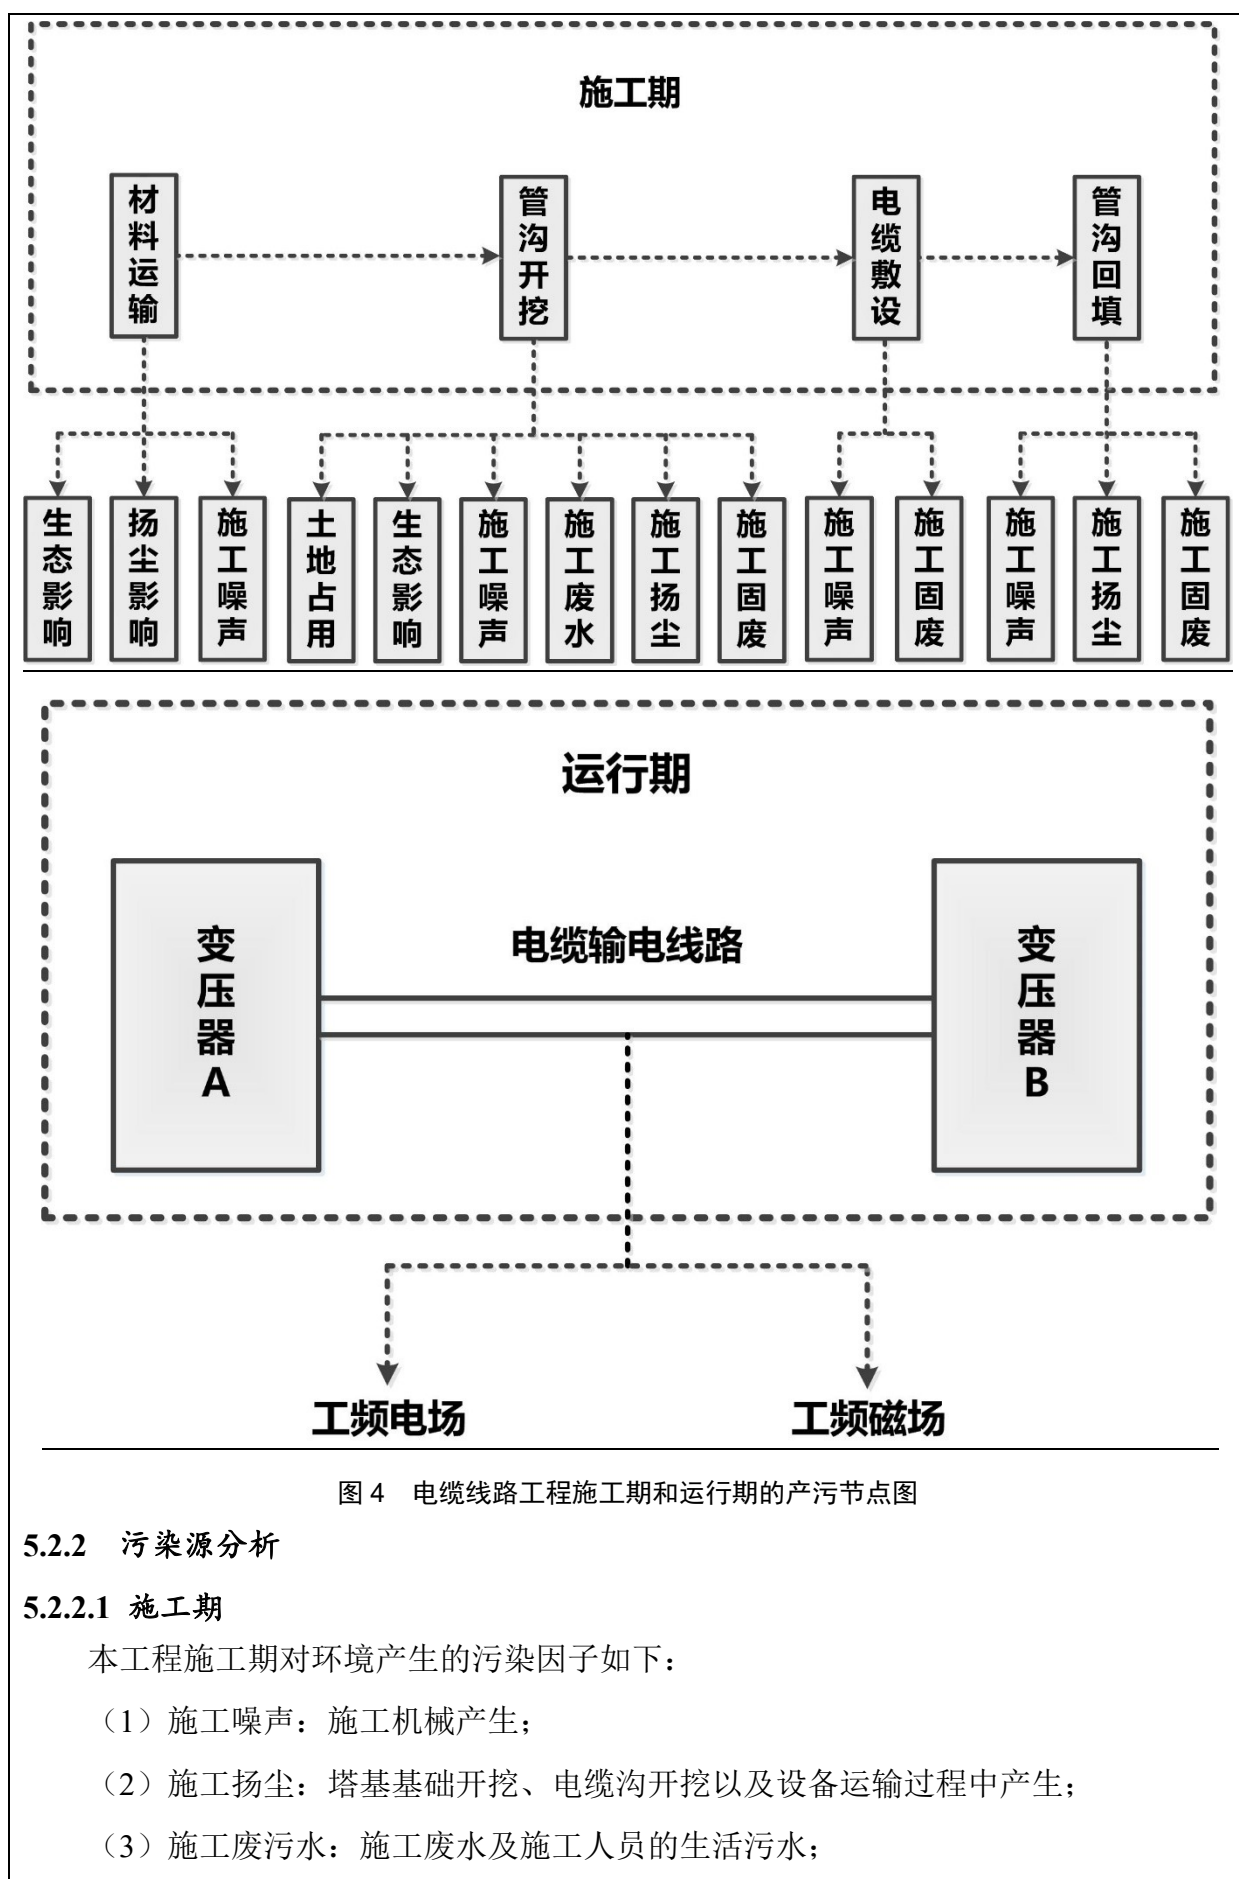 施工期
材料运输
管沟开挖
电缆敷设
管沟回填
生态影响
扬尘影响
施工噪声
土地占用
生态影响
施工噪声
施工废水
施工扬尘
施工固废
施工噪声
施工固废
施工噪声
施工扬尘
施工固废
运行期
变压器A
电缆输电线路
变压器B
工频电场
工频磁场
图 4 电缆线路工程施工期和运行期的产污节点图
5.2.2 污染源分析
5.2.2.1 施工期
本工程施工期对环境产生的污染因子如下：
（1）施工噪声：施工机械产生；
（2）施工扬尘：塔基基础开挖、电缆沟开挖以及设备运输过程中产生；
（3）施工废污水：施工废水及施工人员的生活污水；